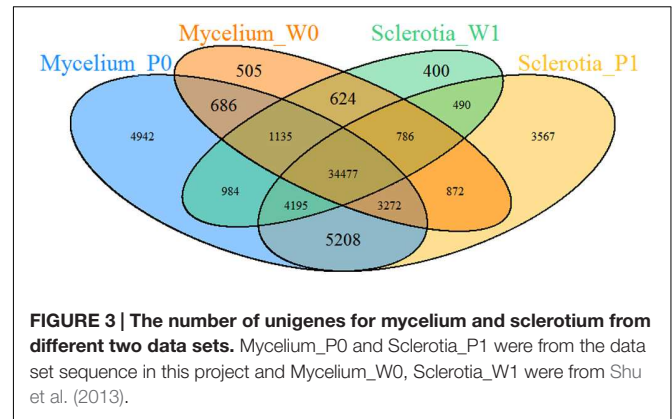 Mycelium_W0 Sclerotia_W1
Mycelium_P0 Sclerotia_P1
505 400
686 624 490
4942 1135 786 3567
34477
984 4195 3272 872
5208
FIGURE 3 | The number of unigenes for mycelium and sclerotium from
different two data sets. Mycelium_P0 and Sclerotia_P1 were from the data
set sequence in this project and Mycelium_W0, Sclerotia_W1 were from Shu
et al. (2013).